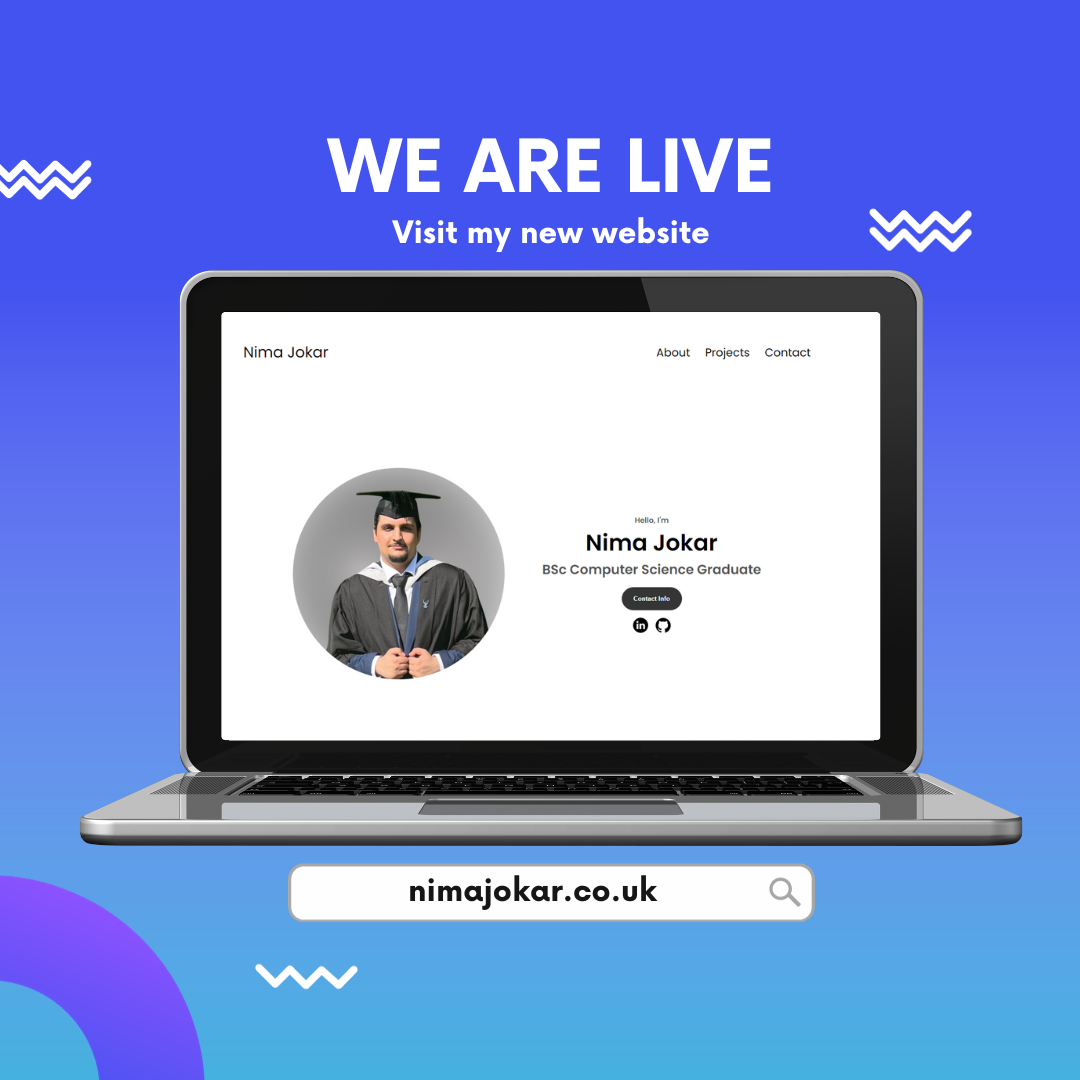 WE ARE LIVE
Visit my new website
Nima Jokar
About Projects Contact
Hello, I'm
Nima Jokar
BSc Computer Science Graduate
Contact Info
in
nimajokar.co.uk